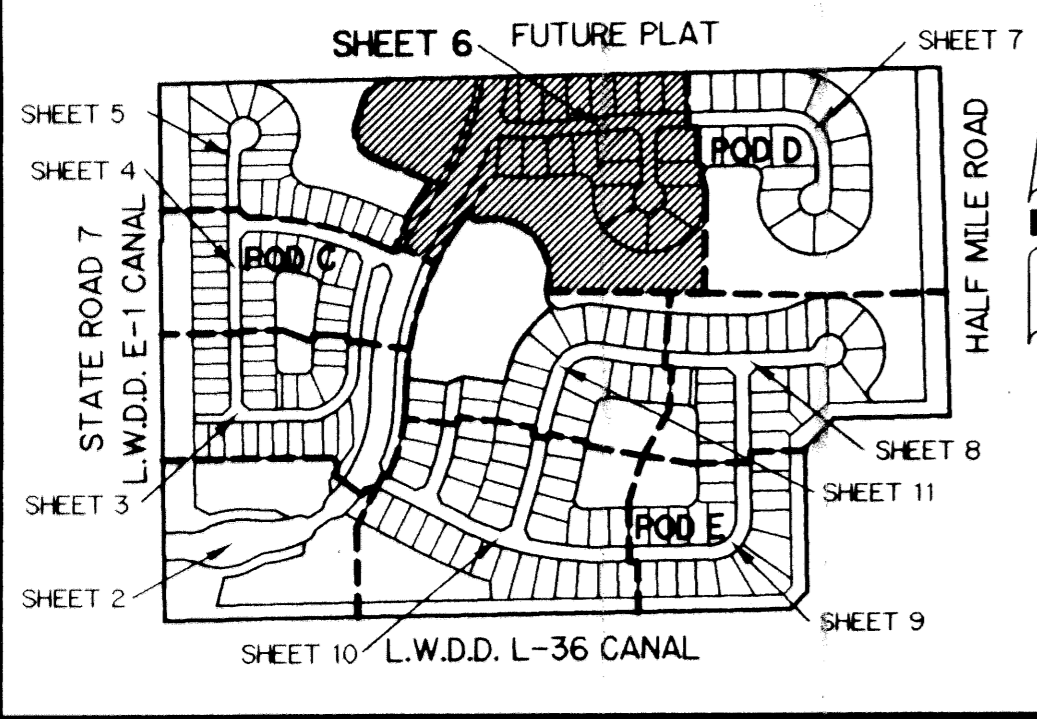 SHEET 6
FUTURE PLAT
SHEET 7
SHEET 5
SHEET 4
POD D
HALF MILE ROAD
STATE ROAD 7
L.W.D.D. E-1 CANAL
POD C
SHEET 8
SHEET 11
SHEET 3
POD E
SHEET 2
SHEET 9
SHEET 10
L.W.D.D. L-36 CANAL